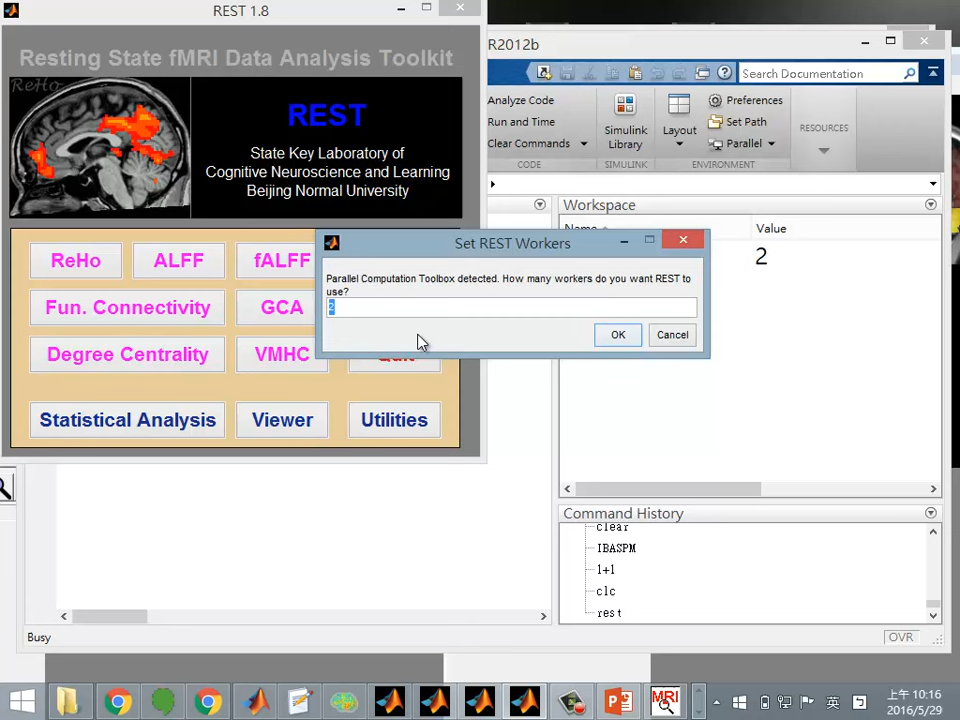 REST 1.8
Resting State fMRI Data Analysis Toolkit
ReHo
REST
State Key Laboratory of
Cognitive Neuroscience and Learning
Beijing Normal University
ReHo
ALFF
fALFF
Fun. Connectivity
GCA
Degree Centrality
VMHC
Quit
Statistical Analysis
Viewer
Utilities
Set REST Workers
Parallel Computation Toolbox detected. How many workers do you want REST to
use?
2
OK
Cancel
R2012b
Search Documentation
Analyze Code
Run and Time
Clear Commands
CODE
Simulink
Library
SIMULINK
Layout
Preferences
Set Path
Parallel
ENVIRONMENT
RESOURCES
Workspace
Name
Value
2
Command History
clear
IBASPM
1+1
clc
rest
Busy
OVR
MRI
英
上午 10:16
2016/5/29